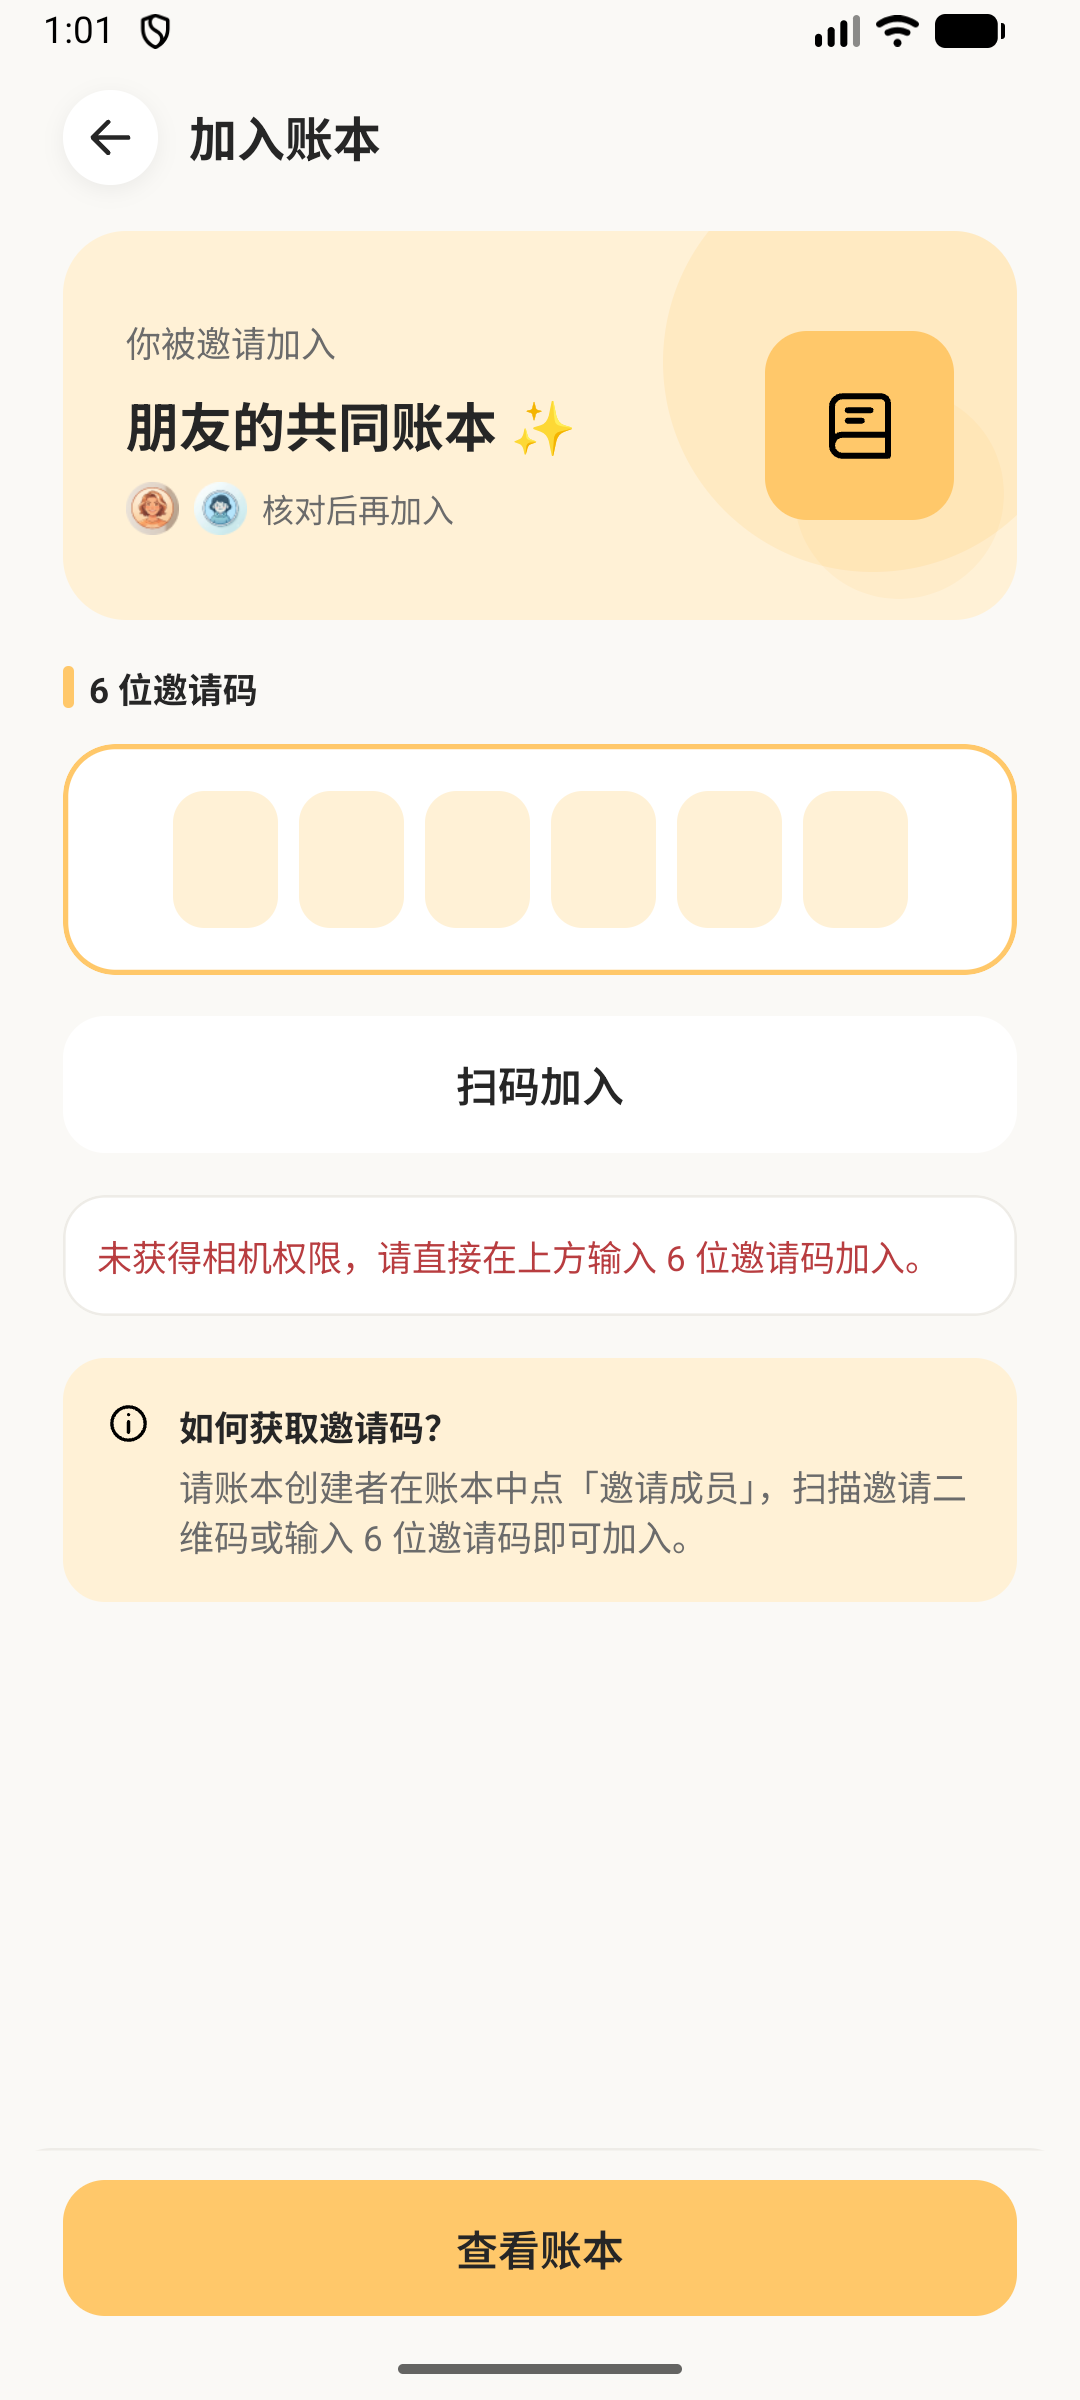 1:01
加入账本
你被邀请加入
朋友的共同账本 ✨
核对后再加入
6 位邀请码
扫码加入
未获得相机权限，请直接在上方输入 6 位邀请码加入。
如何获取邀请码？
请账本创建者在账本中点「邀请成员」，扫描邀请二
维码或输入 6 位邀请码即可加入。
查看账本